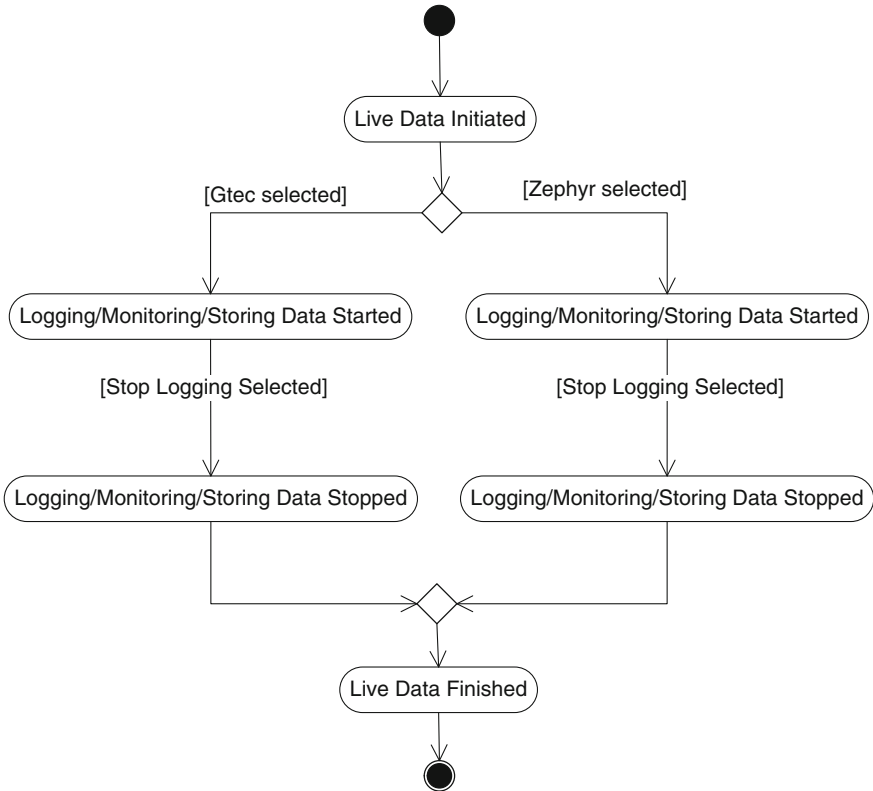 Live Data Initiated
[Gtec selected]
[Zephyr selected]
Logging/Monitoring/Storing Data Started
Logging/Monitoring/Storing Data Started
[Stop Logging Selected]
[Stop Logging Selected]
Logging/Monitoring/Storing Data Stopped
Logging/Monitoring/Storing Data Stopped
Live Data Finished